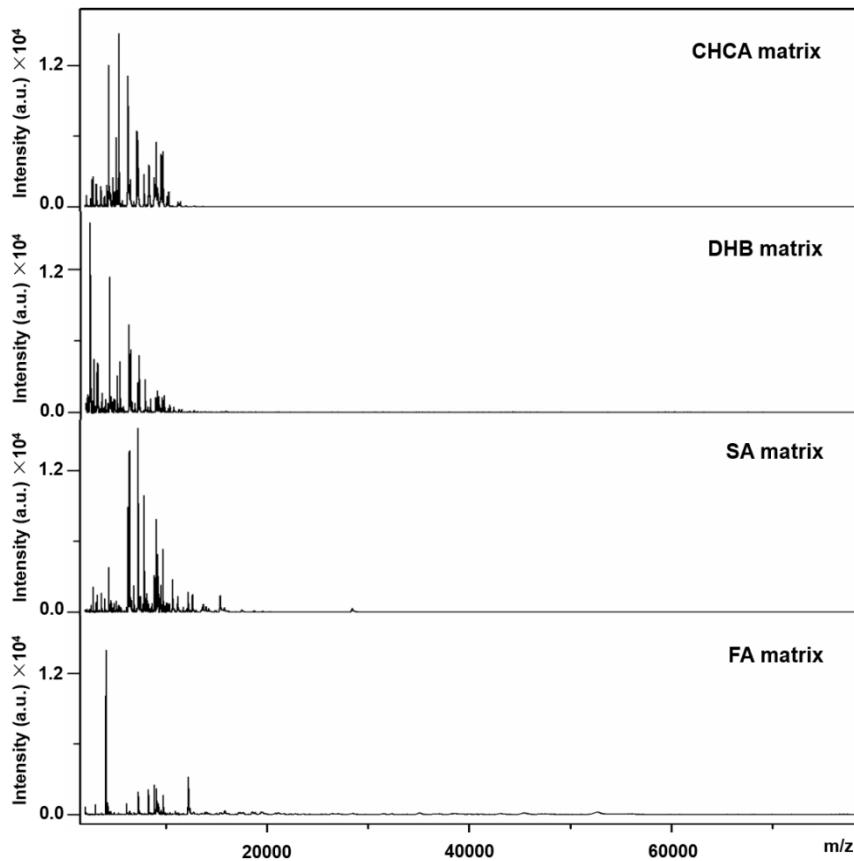 CHCA matrix
Intensity (a.u.) ×10⁴
1.2
0.0
DHB matrix
Intensity (a.u.) ×10⁴
1.2
0.0
SA matrix
Intensity (a.u.) ×10⁴
1.2
0.0
FA matrix
Intensity (a.u.) ×10⁴
1.2
0.0
20000 40000 60000 m/z